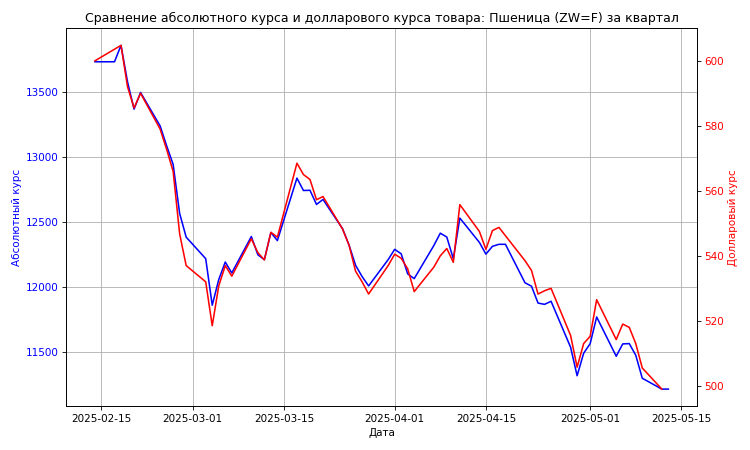 Сравнение абсолютного курса и долларового курса товара: Пшеница (ZW=F) за квартал
13500
13000
12500
12000
11500
Абсолютный курс
600
580
560
540
520
500
Долларовый курс
2025-02-15 2025-03-01 2025-03-15 2025-04-01 2025-04-15 2025-05-01 2025-05-15
Дата